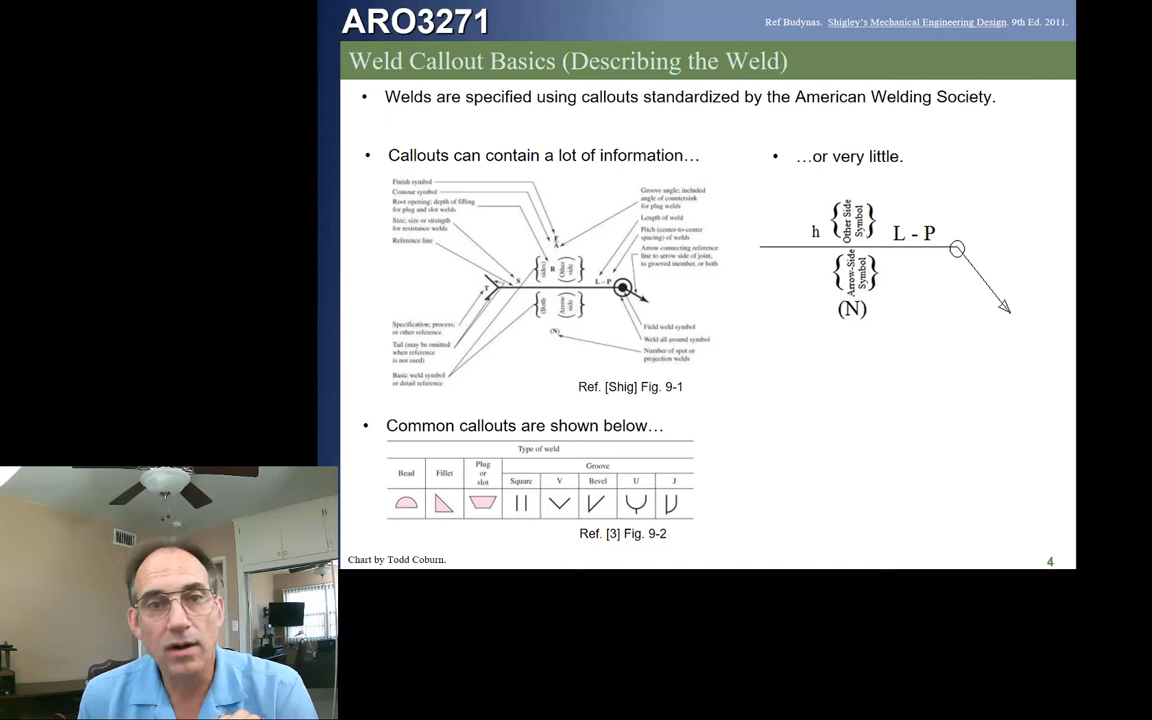 ARO3271
Ref Budynas. Shigley's Mechanical Engineering Design. 9th Ed. 2011.
Weld Callout Basics (Describing the Weld)
• Welds are specified using callouts standardized by the American Welding Society.
• Callouts can contain a lot of information…
Finish symbol
Contour symbol
Root opening; depth of filling
for plug and slot welds
Size; size or strength
for resistance welds
Reference line
Specification; process;
or other reference
Tail (may be omitted
when reference
is not used)
Basic weld symbol
or detail reference
Groove angle; included
angle of countersink
for plug welds
Length of weld
Pitch (center-to-center
spacing) of welds
Arrow connecting reference
line to arrow side of joint,
to grooved member, or both
Field weld symbol
Weld all around symbol
Number of spot or
projection welds
F
A
R
S
T
L – P
sides)
(Other
side)
(Both
(Arrow
side)
(N)
Ref. [Shig] Fig. 9-1
• …or very little.
h
Other Side
Symbol
L - P
Arrow-Side
Symbol
(N)
• Common callouts are shown below…
Type of weld
Bead
Fillet
Plug
or
slot
Groove
Square
V
Bevel
U
J
Ref. [3] Fig. 9-2
Chart by Todd Coburn.
4